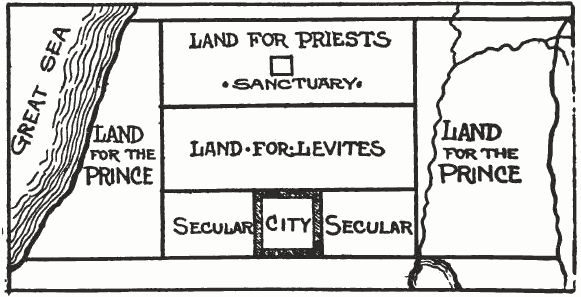 GREAT SEA
LAND FOR PRIESTS
•SANCTUARY•
LAND
FOR THE
PRINCE
LAND•FOR:LEVITES
LAND
FOR THE
PRINCE
SECULAR
CITY
SECULAR